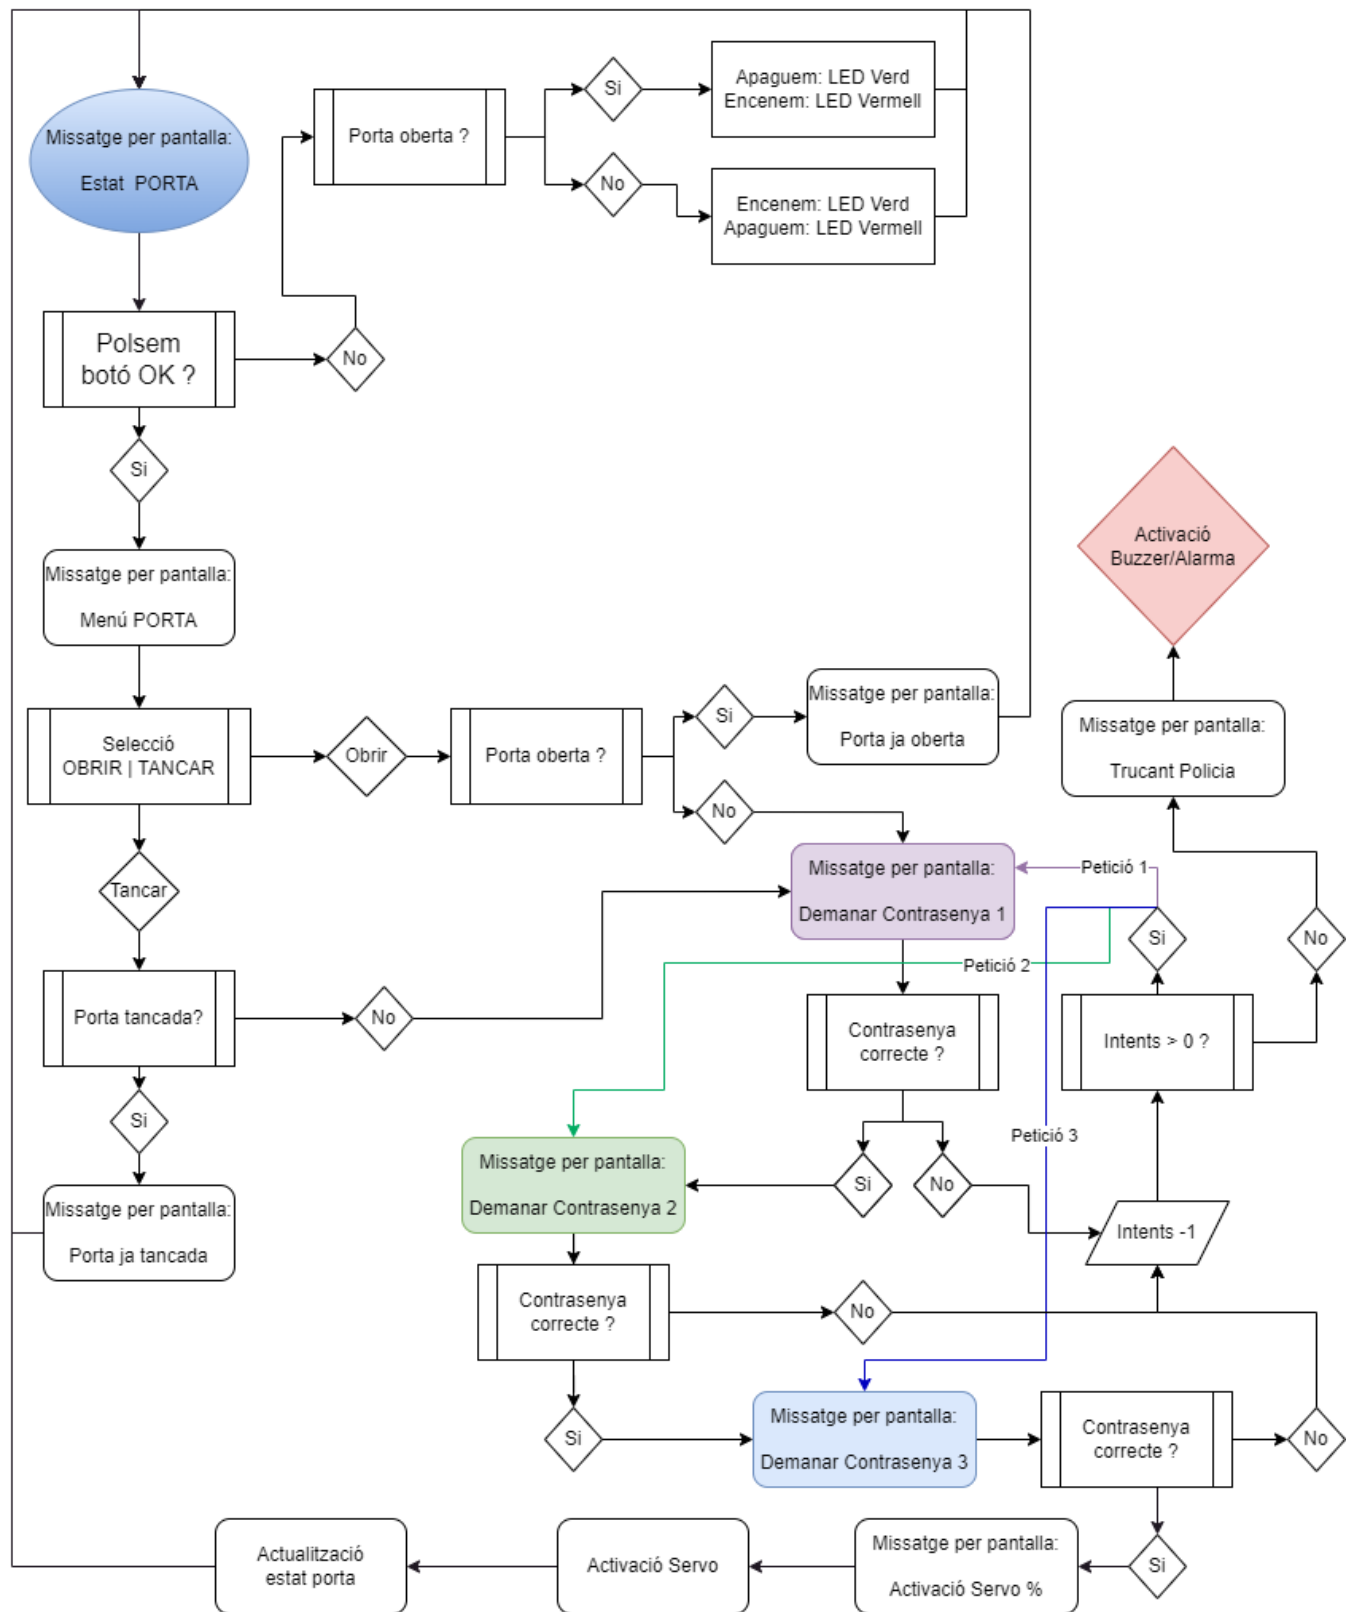 Missatge per pantalla:
Estat PORTA
Porta oberta ?
Si
Apaguem: LED Verd
Encenem: LED Vermell
No
Encenem: LED Verd
Apaguem: LED Vermell
Polsem
botó OK ?
No
Si
Missatge per pantalla:
Menú PORTA
Activació
Buzzer/Alarma
Selecció
OBRIR | TANCAR
Obrir
Porta oberta ?
Si
Missatge per pantalla:
Porta ja oberta
No
Missatge per pantalla:
Trucant Policia
Tancar
Missatge per pantalla:
Demanar Contrasenya 1
Petició 1
Si
No
Petició 2
Porta tancada?
No
Contrasenya
correcte ?
Intents > 0 ?
Si
Petició 3
Missatge per pantalla:
Demanar Contrasenya 2
Si
No
Missatge per pantalla:
Porta ja tancada
Intents -1
Contrasenya
correcte ?
No
Si
Missatge per pantalla:
Demanar Contrasenya 3
Contrasenya
correcte ?
No
Actualització
estat porta
Activació Servo
Missatge per pantalla:
Activació Servo %
Si